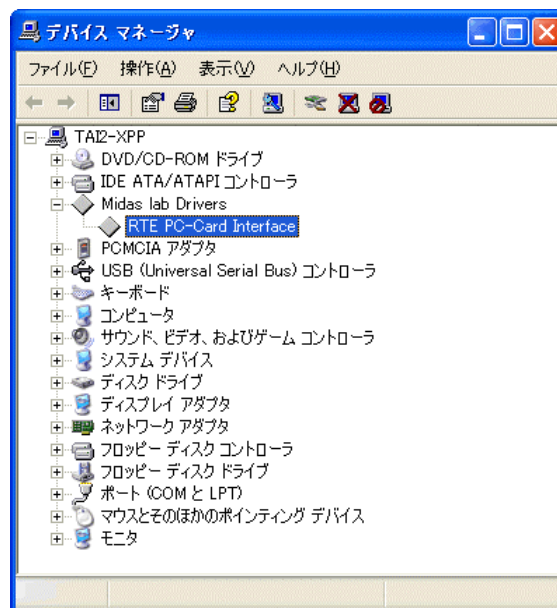 デバイス マネージャ
ファイル(F) 操作(A) 表示(V) ヘルプ(H)
TAI2-XPP
DVD/CD-ROM ドライブ
IDE ATA/ATAPI コントローラ
Midas lab Drivers
RTE PC-Card Interface
PCMCIA アダプタ
USB (Universal Serial Bus) コントローラ
キーボード
コンピュータ
サウンド、ビデオ、およびゲーム コントローラ
システム デバイス
ディスク ドライブ
ディスプレイ アダプタ
ネットワーク アダプタ
フロッピー ディスク コントローラ
フロッピー ディスク ドライブ
ポート (COM と LPT)
マウスとそのほかのポインティング デバイス
モニタ